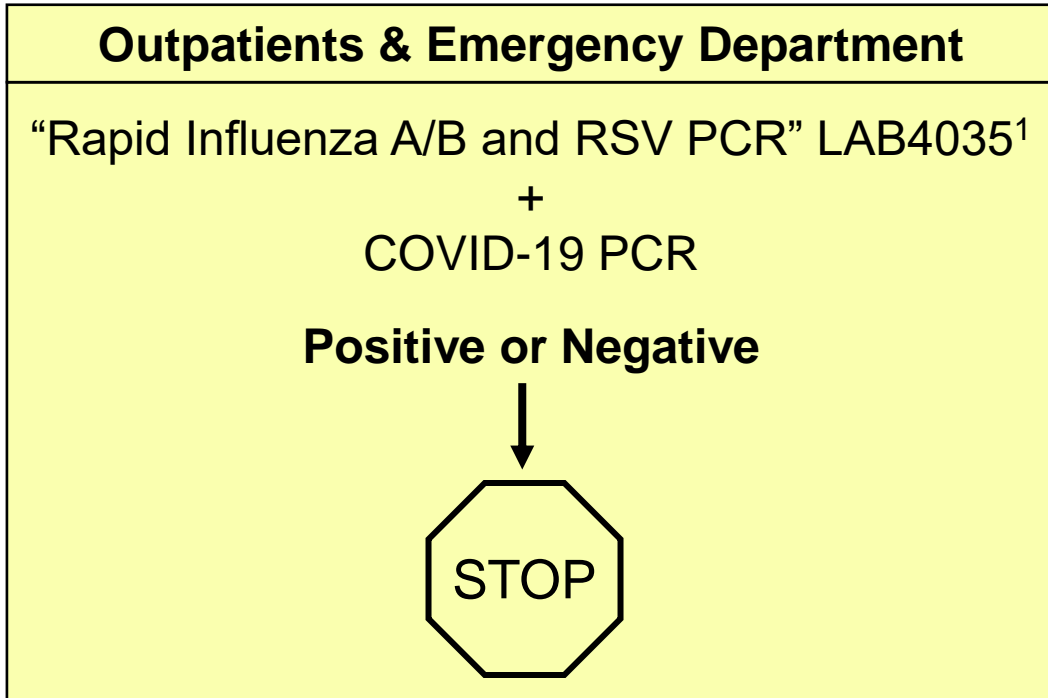 Outpatients & Emergency Department
“Rapid Influenza A/B and RSV PCR” LAB4035¹
+
COVID-19 PCR
Positive or Negative
STOP